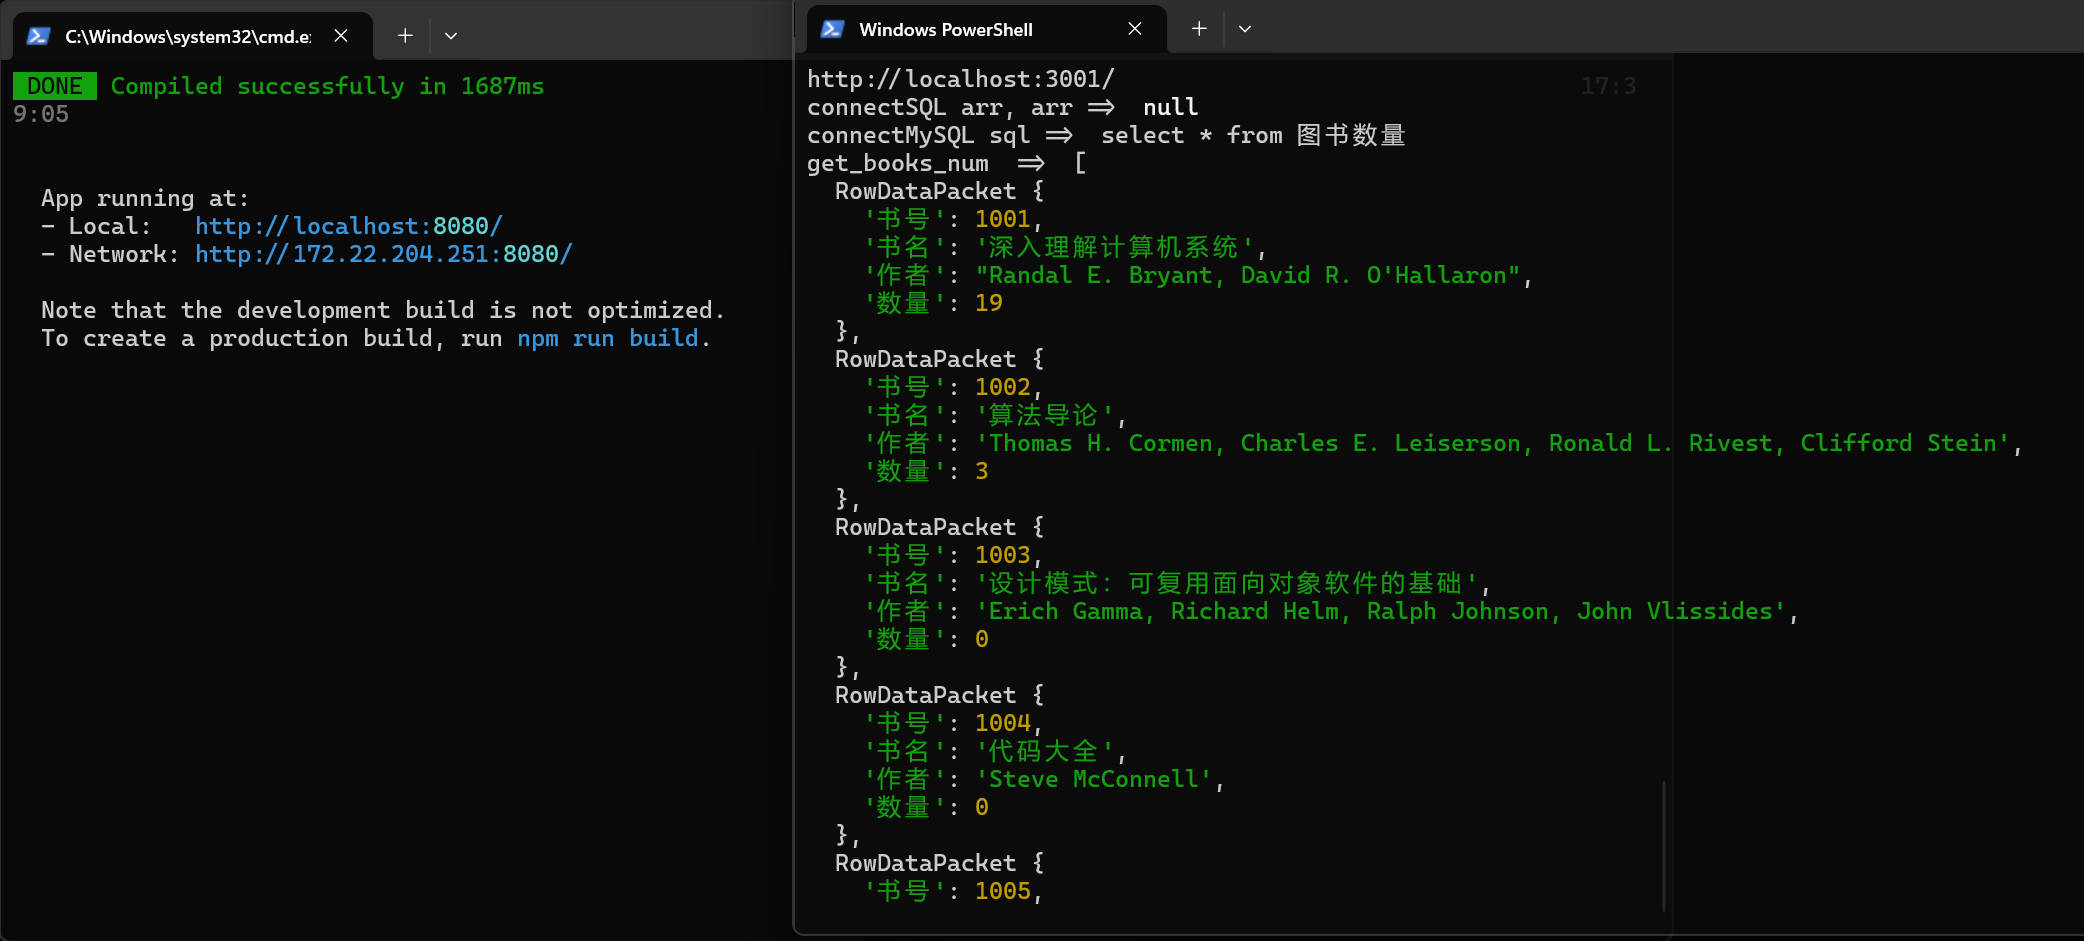 C:\Windows\system32\cmd.e
DONE Compiled successfully in 1687ms
9:05
App running at:
- Local: http://localhost:8080/
- Network: http://172.22.204.251:8080/
Note that the development build is not optimized.
To create a production build, run npm run build.
Windows PowerShell
17:3
http://localhost:3001/
connectSQL arr, arr => null
connectMySQL sql => select * from 图书数量
get_books_num => [
RowDataPacket {
'书号': 1001,
'书名': '深入理解计算机系统',
'作者': "Randal E. Bryant, David R. O'Hallaron",
'数量': 19
},
RowDataPacket {
'书号': 1002,
'书名': '算法导论',
'作者': 'Thomas H. Cormen, Charles E. Leiserson, Ronald L. Rivest, Clifford Stein',
'数量': 3
},
RowDataPacket {
'书号': 1003,
'书名': '设计模式: 可复用面向对象软件的基础',
'作者': 'Erich Gamma, Richard Helm, Ralph Johnson, John Vlissides',
'数量': 0
},
RowDataPacket {
'书号': 1004,
'书名': '代码大全',
'作者': 'Steve McConnell',
'数量': 0
},
RowDataPacket {
'书号': 1005,